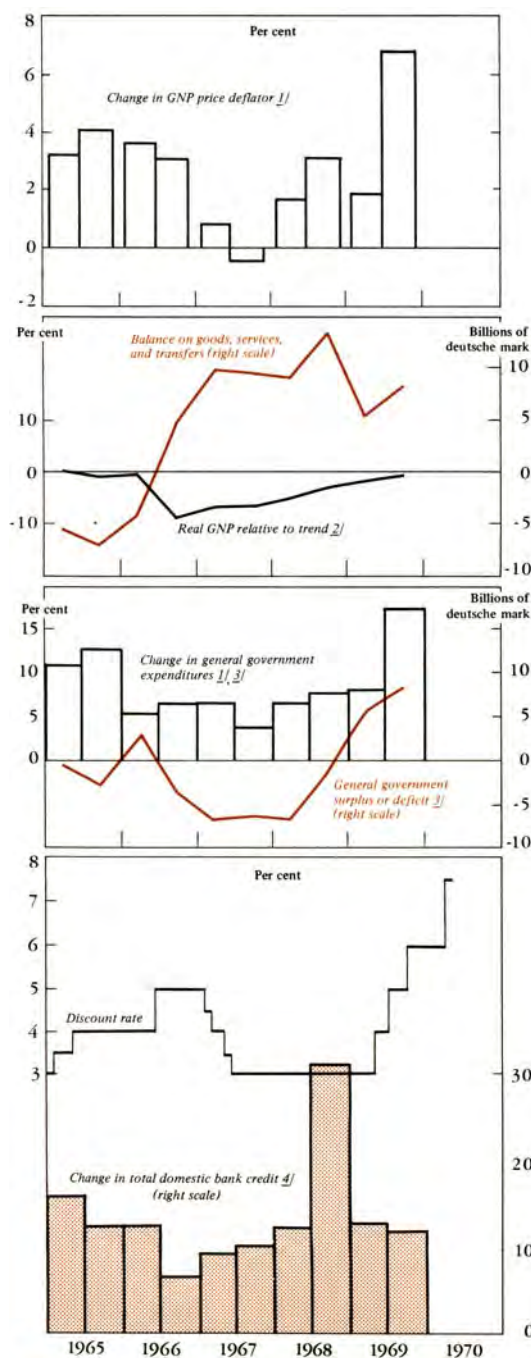 Per cent
8
6
4
2
0
-2
Change in GNP price deflator 1/
Per cent
Billions of
deutsche mark
Balance on goods, services,
and transfers (right scale)
10
0
-10
10
5
0
-5
-10
Real GNP relative to trend 2/
Per cent
Billions of
deutsche mark
15
10
5
0
10
5
0
-5
-10
Change in general government
expenditures 1/, 3/
General government
surplus or deficit 3/
(right scale)
Per cent
8
7
6
5
4
3
Discount rate
30
20
10
0
Change in total domestic bank credit 4/
(right scale)
1965 1966 1967 1968 1969 1970